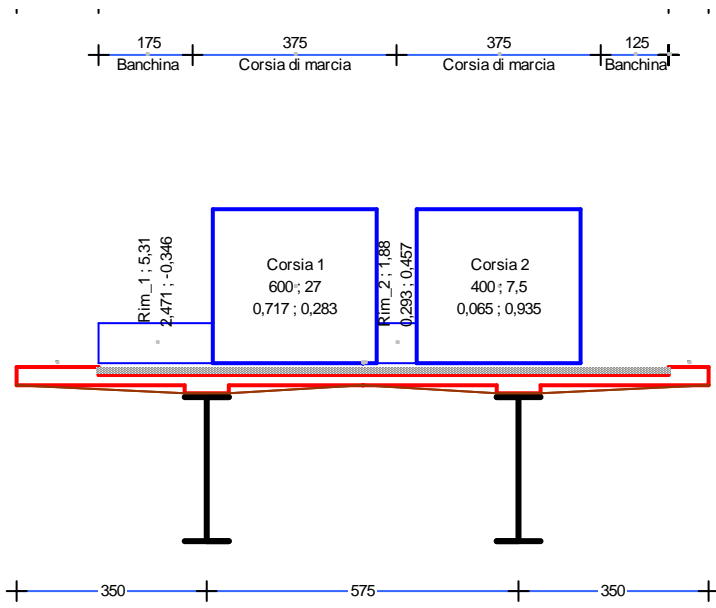 175
375
375
125
Banchina
Corsia di marcia
Corsia di marcia
Banchina
Rim_1 ; 5,31
2,471 ; -0,346
Corsia 1
600 ; 27
0,717 ; 0,283
Rim_2 ; 1,88
0,293 ; 0,457
Corsia 2
400 ; 7,5
0,065 ; 0,935
350
575
350